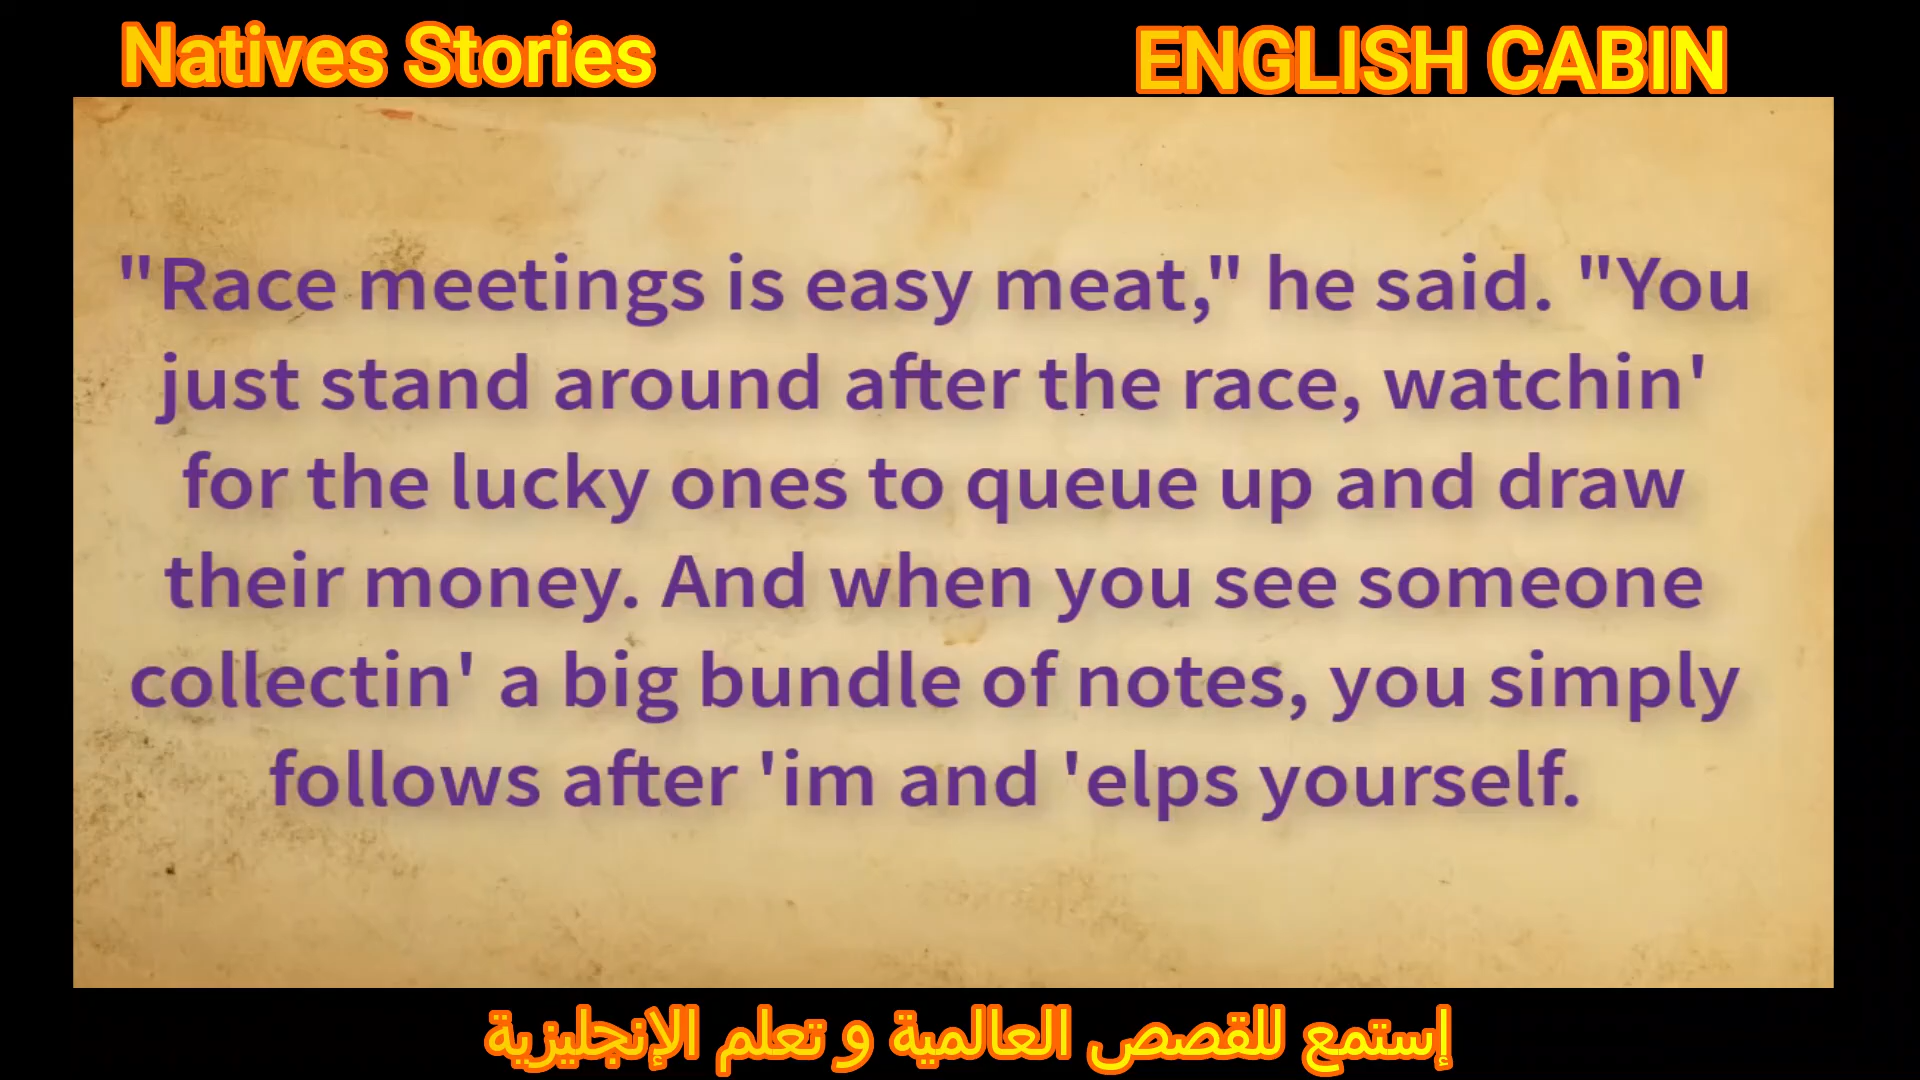 Natives Stories
ENGLISH CABIN
"Race meetings is easy meat," he said. "You
just stand around after the race, watchin'
for the lucky ones to queue up and draw
their money. And when you see someone
collectin' a big bundle of notes, you simply
follows after 'im and 'elps yourself.
إستمع للقصص العالمية و تعلم الإنجليزية